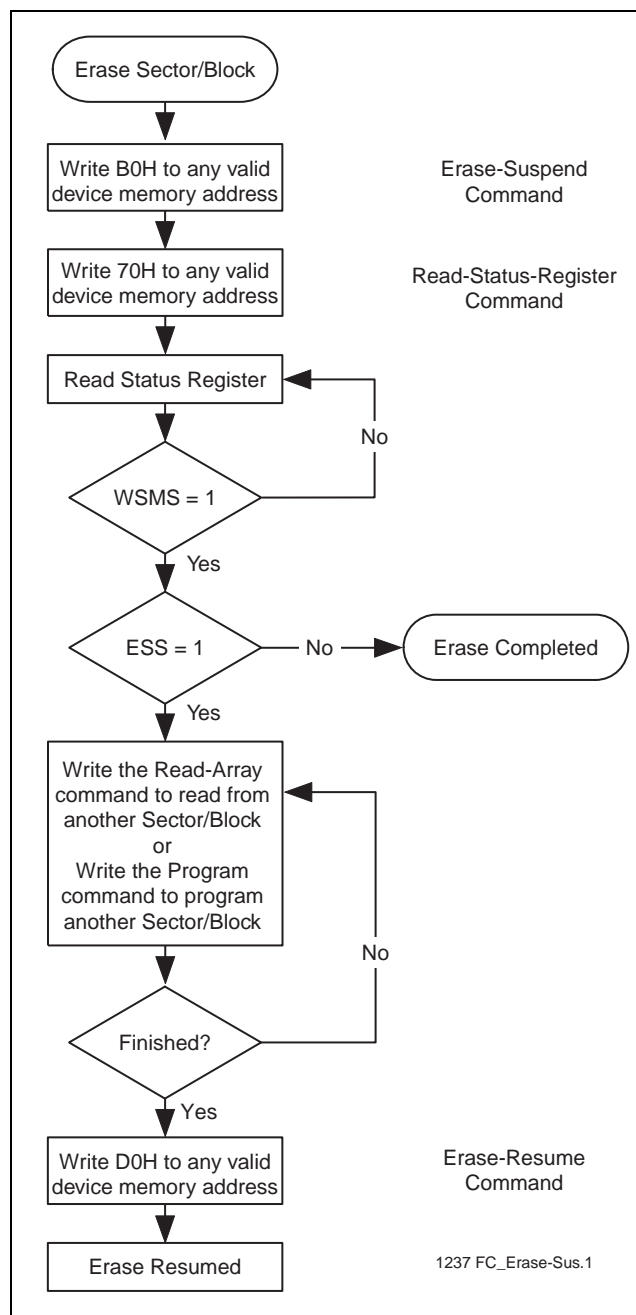 Erase Sector/Block
Write B0H to any valid
device memory address
Erase-Suspend
Command
Write 70H to any valid
device memory address
Read-Status-Register
Command
Read Status Register
No
WSMS = 1
Yes
ESS = 1
No
Erase Completed
Yes
Write the Read-Array
command to read from
another Sector/Block
or
Write the Program
command to program
another Sector/Block
No
Finished?
Yes
Write D0H to any valid
device memory address
Erase-Resume
Command
Erase Resumed
1237 FC_Erase-Sus.1